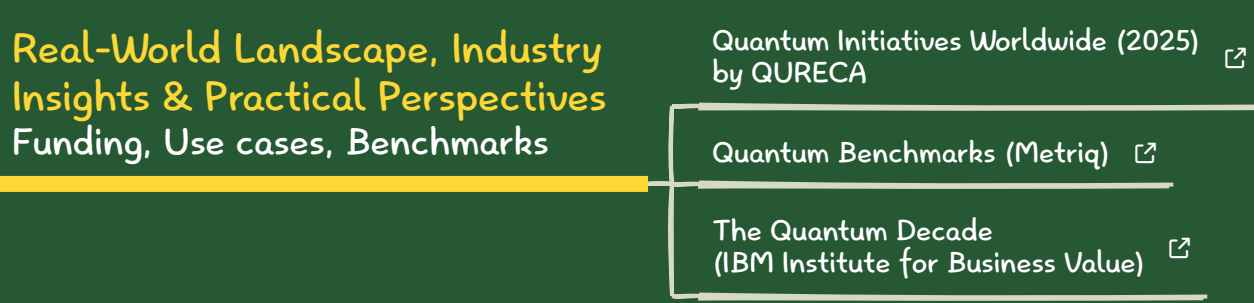 Real-World Landscape, Industry
Insights & Practical Perspectives
Funding, Use cases, Benchmarks
Quantum Initiatives Worldwide (2025)
by QURECA
Quantum Benchmarks (Metriq)
The Quantum Decade
(IBM Institute for Business Value)